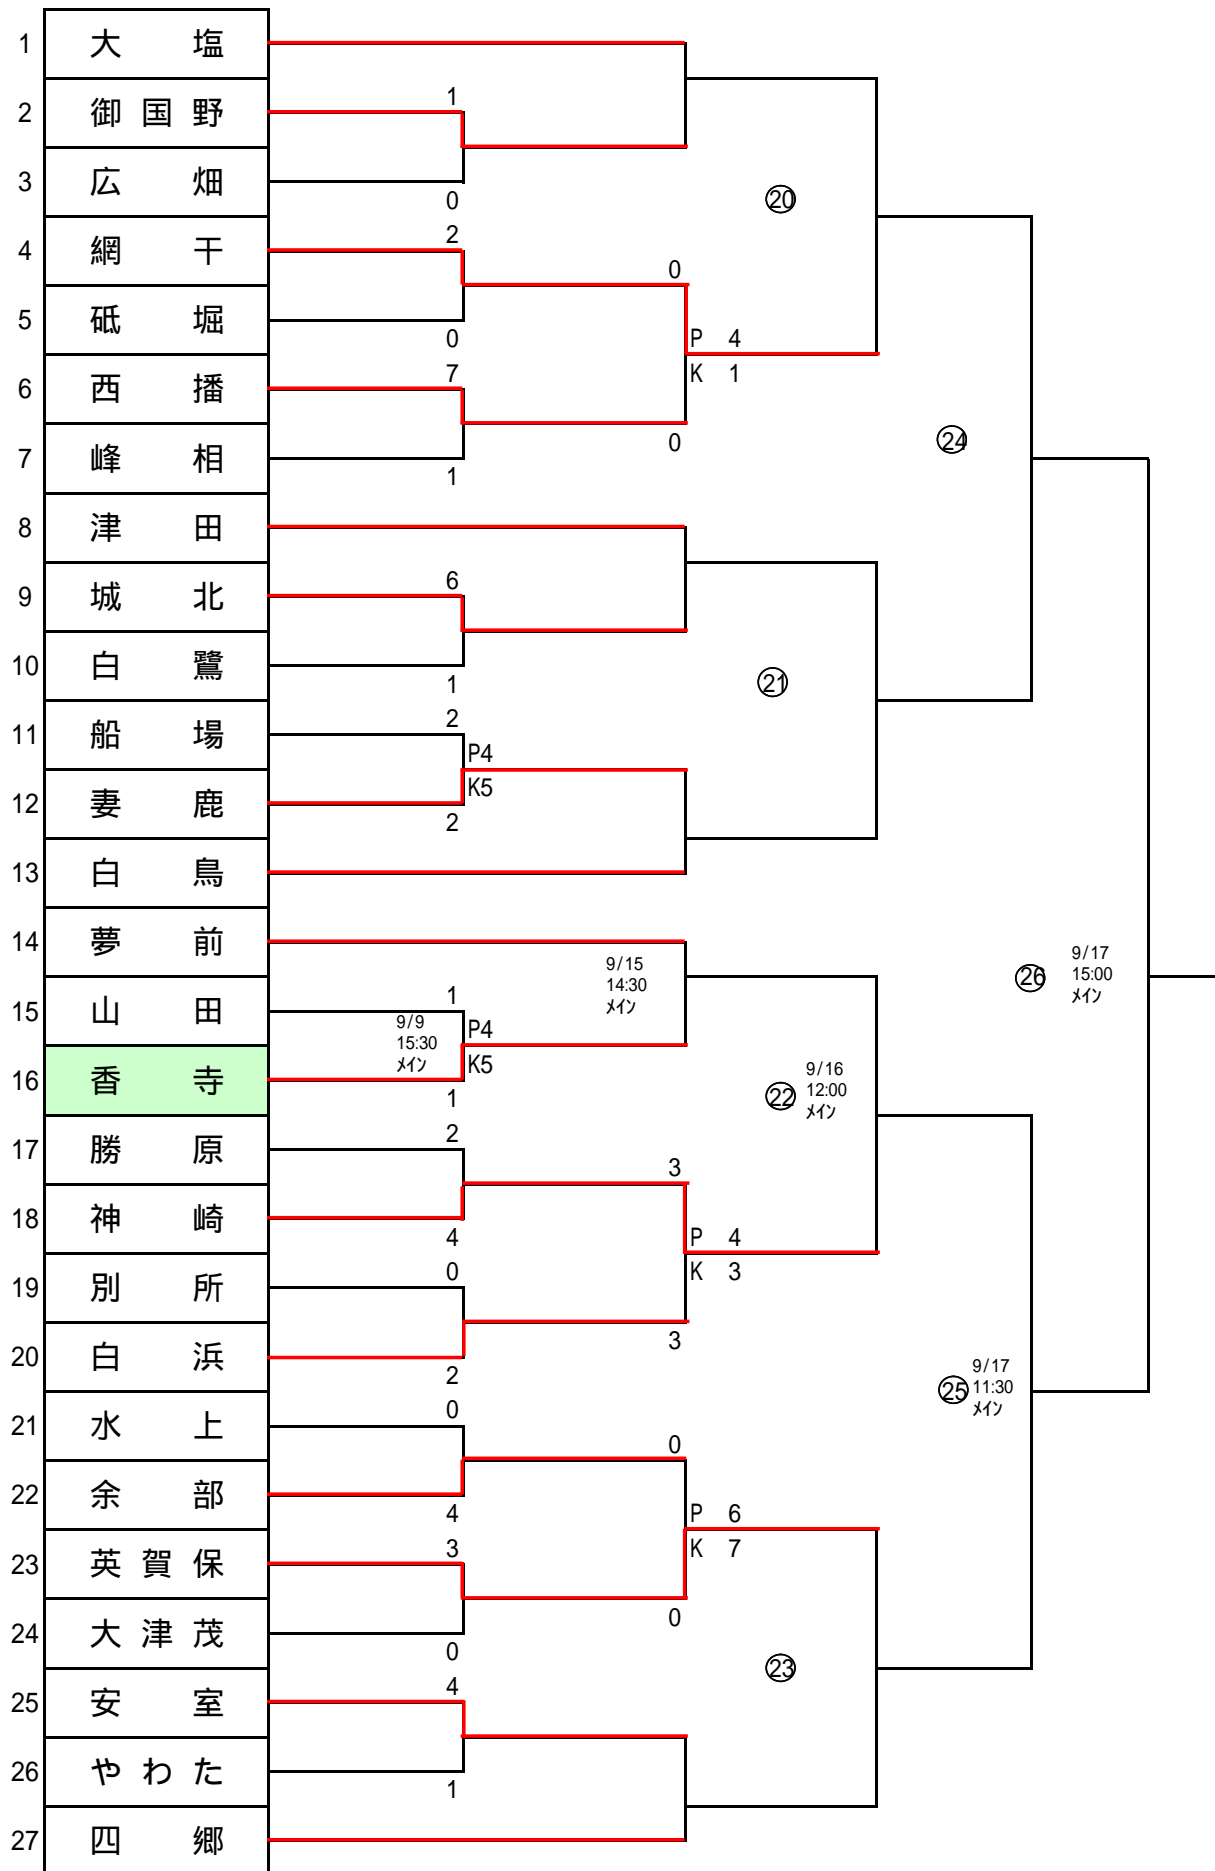 1 大塩
2 御国野
1
3 広畑
0
4 網干
2
5 砥堀
0
6 西播
7
7 峰相
1
0
P 4
K 1
0
⑳
㉔
8 津田
9 城北
6
10 白鷺
1
11 船場
2
P4
K5
12 妻鹿
2
13 白鳥
㉑
14 夢前
9/15
14:30
ﾒｲﾝ
15 山田
1
9/9
15:30
ﾒｲﾝ
P4
K5
16 香寺
1
㉒
9/16
12:00
ﾒｲﾝ
㉖
9/17
15:00
ﾒｲﾝ
17 勝原
2
18 神崎
4
19 別所
0
20 白浜
2
3
P 4
K 3
3
㉕
9/17
11:30
ﾒｲﾝ
21 水上
0
22 余部
4
23 英賀保
3
24 大津茂
0
0
P 6
K 7
0
㉓
25 安室
4
26 やわた
1
27 四郷